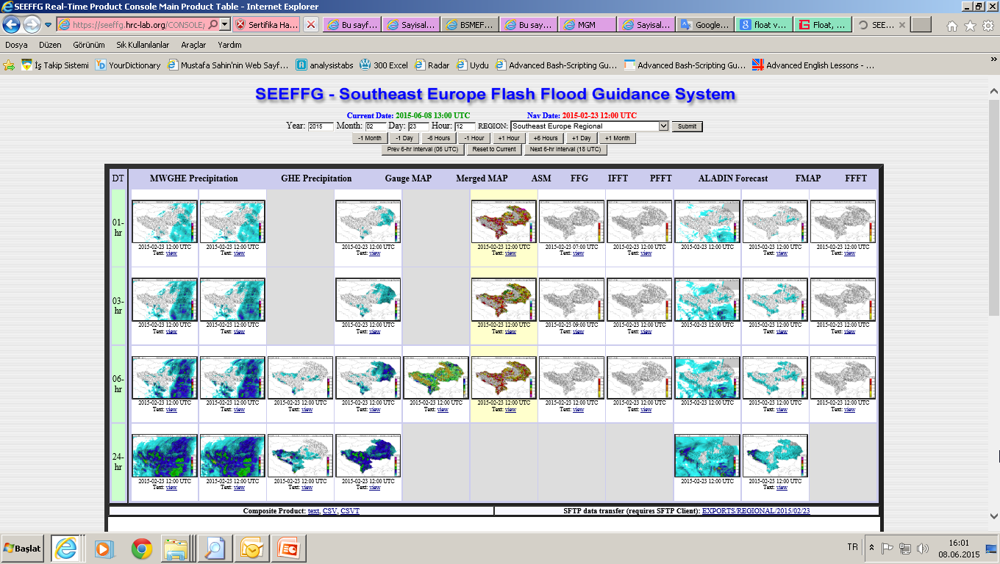 SEEFFG Real-Time Product Console Main Product Table - Internet Explorer
https://seeffg.hrc-lab.org/CONSOLE/ Sertifika Ha... Bu sayf... Sayisal... BSMEF... Bu say... MGM Sayisal... Google... float v... Float, ... SEE...
Dosya Düzen Görünüm Sık Kullanılanlar Araçlar Yardım
İş Takip Sistemi YourDictionary Mustafa Sahin'nin Web Sayf... analysistabs 300 Excel Radar Uydu Advanced Bash-Scripting Gu... Advanced Bash-Scripting Gu... Advanced English Lessons - ...
SEEFFG - Southeast Europe Flash Flood Guidance System
Current Date: 2015-06-08 13:00 UTC Nav Date: 2015-02-23 12:00 UTC
Year: 2015 Month: 02 Day: 23 Hour: 12 REGION: Southeast Europe Regional Submit
-1 Month -1 Day -6 Hours -1 Hour +1 Hour +6 Hours +1 Day +1 Month
Prev 6-hr Interval (06 UTC) Reset to Current Next 6-hr Interval (18 UTC)
DT MWGHE Precipitation GHE Precipitation Gauge MAP Merged MAP ASM FFG IFFT PFFT ALADIN Forecast FMAP FFFT
01-
hr
2015-02-23 12:00 UTC 2015-02-23 12:00 UTC 2015-02-23 12:00 UTC 2015-02-23 12:00 UTC 2015-02-23 07:00 UTC 2015-02-23 12:00 UTC 2015-02-23 12:00 UTC 2015-02-23 12:00 UTC 2015-02-23 12:00 UTC
Text: view Text: view Text: view Text: view Text: view Text: view Text: view Text: view
03-
hr
2015-02-23 12:00 UTC 2015-02-23 12:00 UTC 2015-02-23 12:00 UTC 2015-02-23 12:00 UTC 2015-02-23 09:00 UTC 2015-02-23 12:00 UTC 2015-02-23 12:00 UTC 2015-02-23 12:00 UTC 2015-02-23 12:00 UTC
Text: view Text: view Text: view Text: view Text: view Text: view Text: view Text: view
06-
hr
2015-02-23 12:00 UTC 2015-02-23 12:00 UTC 2015-02-23 12:00 UTC 2015-02-23 12:00 UTC 2015-02-23 12:00 UTC 2015-02-23 12:00 UTC 2015-02-23 12:00 UTC 2015-02-23 12:00 UTC 2015-02-23 12:00 UTC 2015-02-23 12:00 UTC 2015-02-23 12:00 UTC
Text: view Text: view Text: view Text: view Text: view Text: view Text: view Text: view Text: view Text: view
24-
hr
2015-02-23 12:00 UTC 2015-02-23 12:00 UTC 2015-02-23 12:00 UTC 2015-02-23 12:00 UTC 2015-02-23 12:00 UTC 2015-02-23 12:00 UTC
Text: view Text: view Text: view Text: view Text: view
Composite Product: text, CSV, CSVT SFTP data transfer (requires SFTP Client): EXPORTS/REGIONAL/2015/02/23
Başlat TR 16:01
08.06.2015